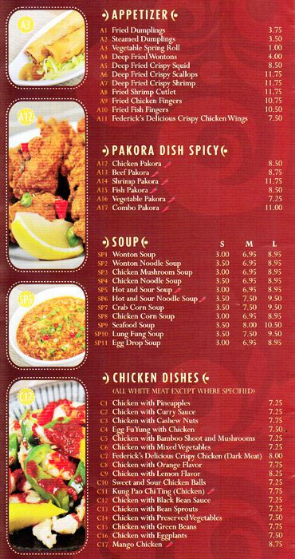 APPETIZER
A1 Fried Dumplings 3.75
A2 Steamed Dumplings 3.50
A3 Vegetable Spring Roll 1.00
A4 Deep Fried Wontons 4.00
A5 Deep Fried Crispy Squid 8.50
A6 Deep Fried Crispy Scallops 11.75
A7 Deep Fried Crispy Shrimp 11.75
A8 Fried Shrimp Cutlet 11.75
A9 Fried Chicken Fingers 10.75
A10 Fried Fish Fingers 10.50
A11 Federick's Delicious Crispy Chicken Wings 7.50
PAKORA DISH SPICY
A12 Chicken Pakora 8.50
A13 Beef Pakora 8.75
A14 Shrimp Pakora 11.75
A15 Fish Pakora 8.50
A16 Vegetable Pakora 7.25
A17 Combo Pakora 11.00
SOUP S M L
SP1 Wonton Soup 3.00 6.95 8.95
SP2 Wonton Noodle Soup 3.50 6.95 8.95
SP3 Chicken Mushroom Soup 3.00 6.95 8.95
SP4 Chicken Noodle Soup 3.50 6.95 8.95
SP5 Hot and Sour Soup 3.00 6.95 8.95
SP6 Hot and Sour Noodle Soup 3.50 7.50 9.50
SP7 Crab Corn Soup 3.50 7.50 9.50
SP8 Chicken Corn Soup 3.00 6.95 8.95
SP9 Seafood Soup 3.50 8.00 10.50
SP10 Lung Fung Soup 3.50 7.50 9.50
SP11 Egg Drop Soup 3.00 6.95 8.95
CHICKEN DISHES
(ALL WHITE MEAT EXCEPT WHERE SPECIFIED)
C1 Chicken with Pineapples 7.25
C2 Chicken with Curry Sauce 7.25
C3 Chicken with Cashew Nuts 7.75
C4 Egg Fu Yung with Chicken 7.50
C5 Chicken with Bamboo Shoot and Mushrooms 7.25
C6 Chicken with Mixed Vegetables 7.25
C7 Federick's Delicious Crispy Chicken (Dark Meat) 8.00
C8 Chicken with Orange Flavor 7.75
C9 Chicken with Lemon Flavor 8.25
C10 Sweet and Sour Chicken Balls 7.25
C11 Kung Pao Chi Ting (Chicken) 7.75
C12 Chicken with Black Bean Sauce 7.25
C13 Chicken with Bean Sprouts 7.25
C14 Chicken with Preserved Vegetables 7.50
C15 Chicken with Green Beans 7.75
C16 Chicken with Eggplants 7.50
C17 Mango Chicken 8.75